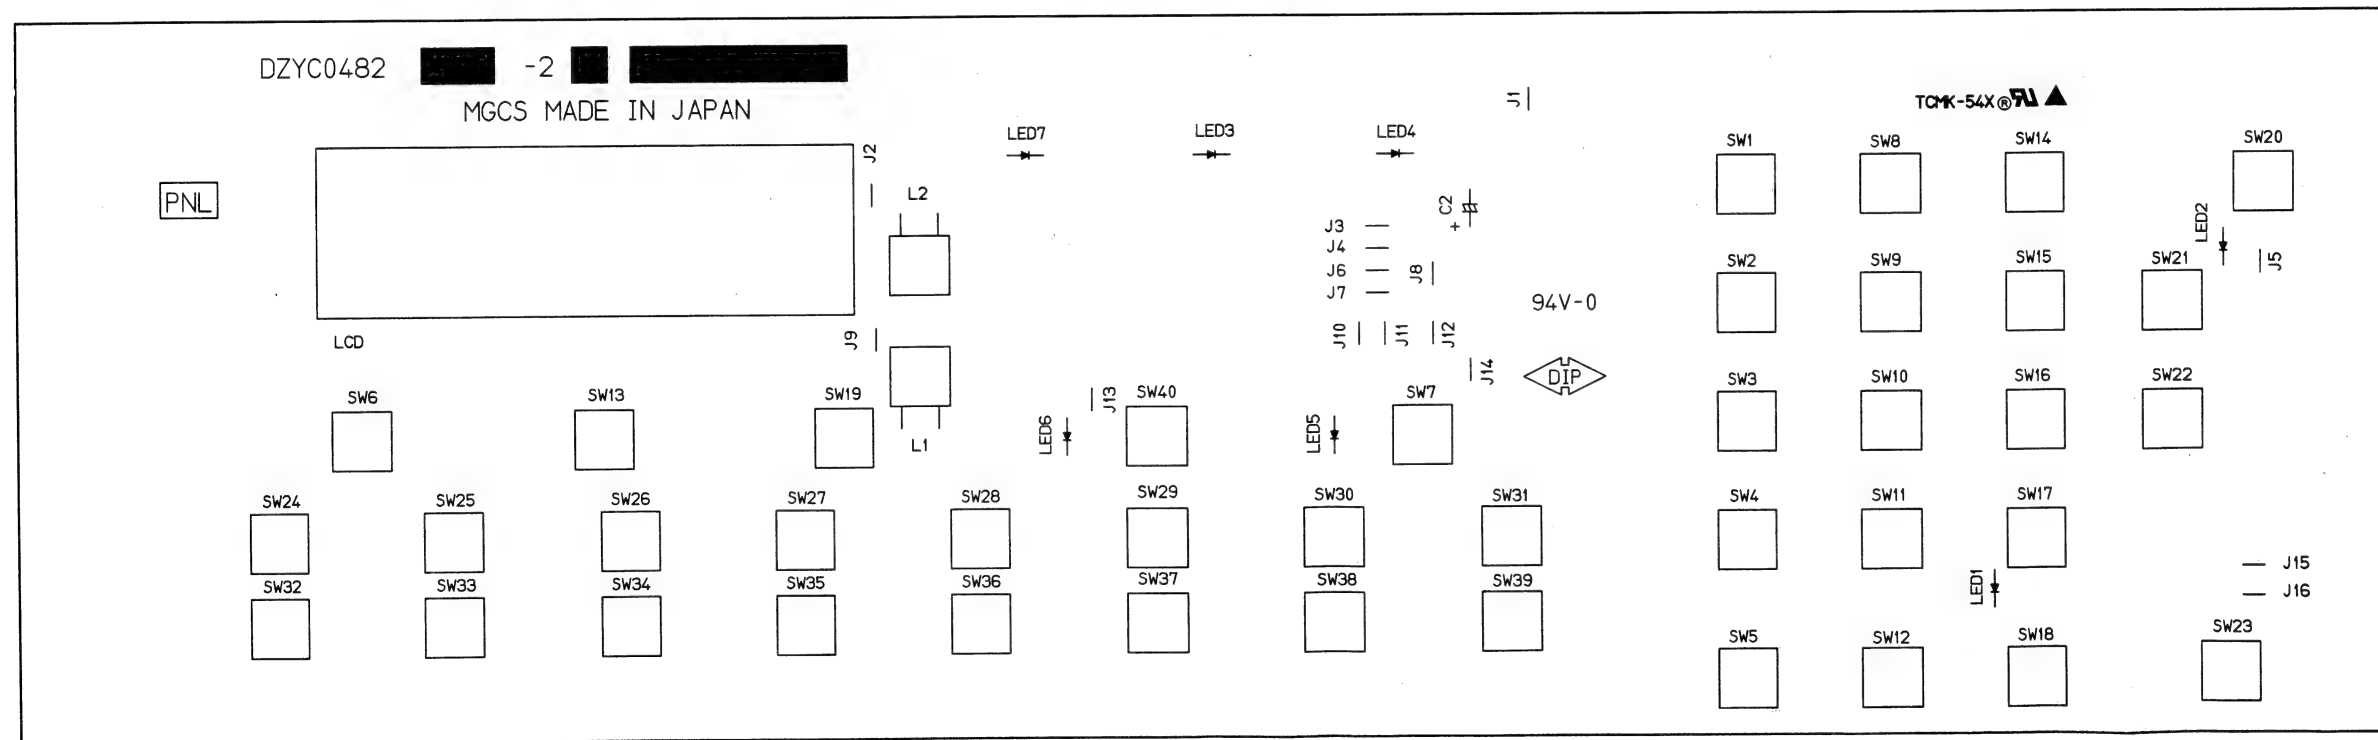 DZYC0482 -2
MGCS MADE IN JAPAN
J1
TCMK-54X®
LED7 LED3 LED4
SW1 SW8 SW14 SW20
J2
PNL
L2
C2
+
LED2
J3
J4
J6
J7
J8
J5
SW2 SW9 SW15 SW21
94V-0
LCD
J9
J10
J11
J12
J14
DIP
SW3 SW10 SW16 SW22
SW6 SW13 SW19
J13
SW40 SW7
LED6
LED5
L1
SW24 SW25 SW26 SW27 SW28 SW29 SW30 SW31
SW4 SW11 SW17
J15
LED1
J16
SW32 SW33 SW34 SW35 SW36 SW37 SW38 SW39
SW5 SW12 SW18 SW23